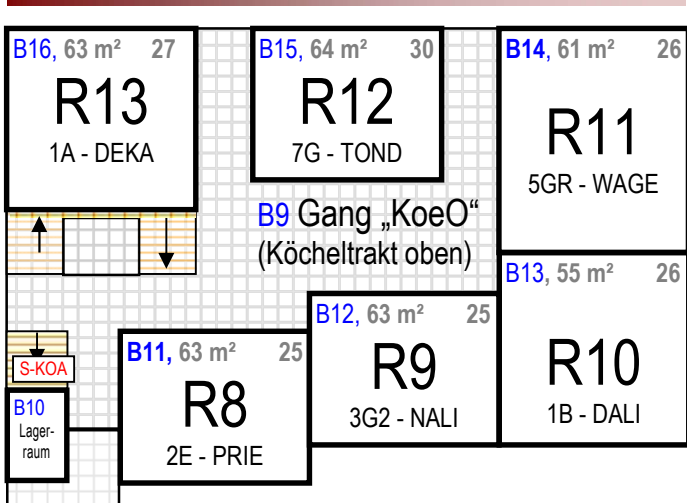 B16, 63 m² 27
R13
1A - DEKA
B15, 64 m² 30
R12
7G - TOND
B14, 61 m² 26
R11
5GR - WAGE
B9 Gang „KoeO“
(Köcheltrakt oben)
B13, 55 m² 26
R10
1B - DALI
B12, 63 m² 25
R9
3G2 - NALI
B11, 63 m² 25
R8
2E - PRIE
S-KOA
B10
Lager-
raum